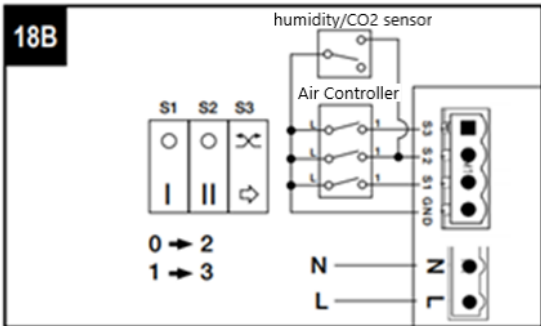 18B
humidity/CO2 sensor
Air Controller
S1 S2 S3
I II
0 → 2
1 → 3
L 1 S3
L 1 S2
L 1 S1
GND
N N
L L